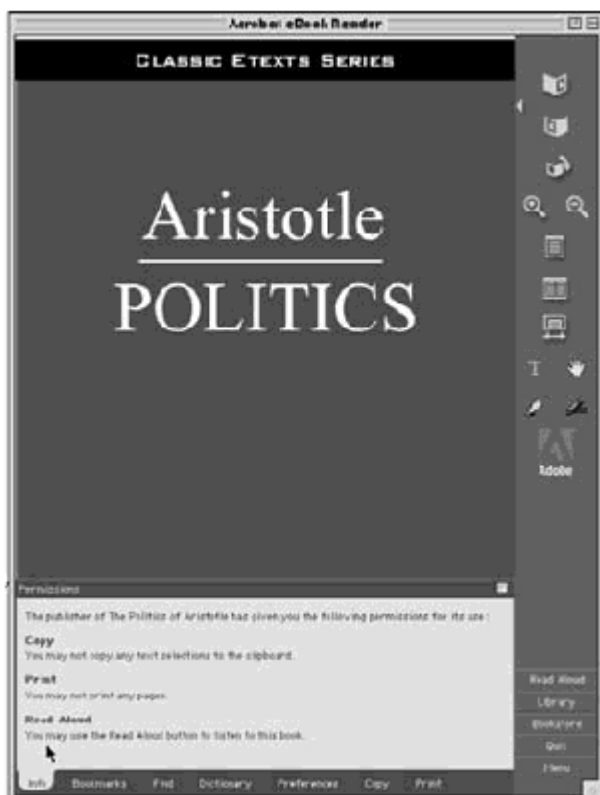 Acrobat eBook Reader
CLASSIC ETEXTS SERIES
Aristotle
POLITICS
Adobe
Permissions
The publisher of The Politics of Aristotle has given you the following permissions for its use:
Copy
You may not copy any text selections to the clipboard.
Print
You may not print any pages.
Read Aloud
You may use the Read Aloud button to listen to this book.
Read Aloud
Library
Bookstore
Quit
Menu
Info Bookmarks Find Dictionary Preferences Copy Print